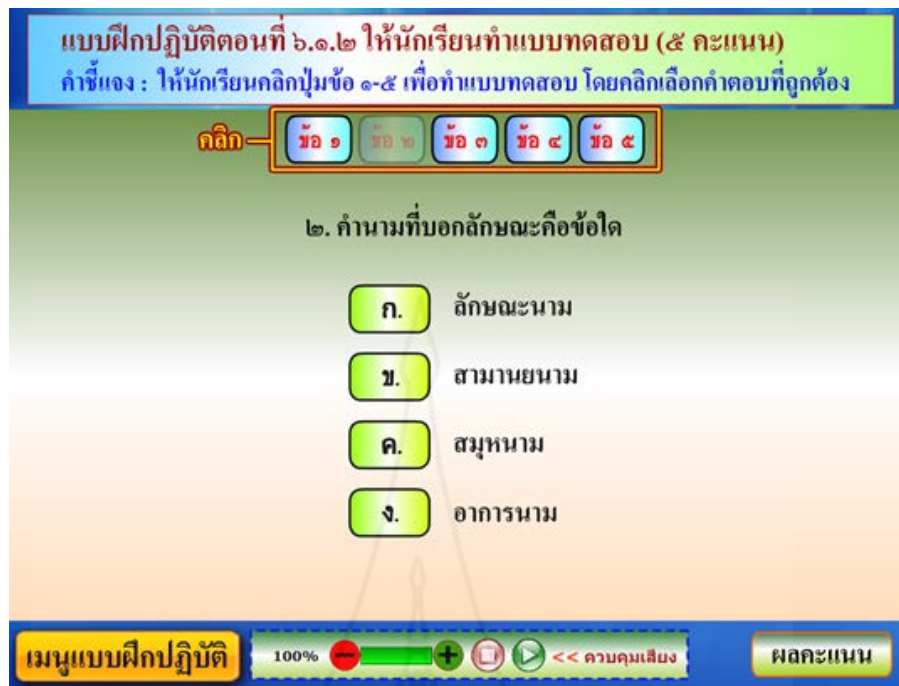 แบบฝึกปฏิบัติตอนที่ ๖.๑.๒ ให้นักเรียนทำแบบทดสอบ (๕ คะแนน)
คำชี้แจง : ให้นักเรียนคลิกปุ่มข้อ ๑-๕ เพื่อทำแบบทดสอบ โดยคลิกเลือกคำตอบที่ถูกต้อง
คลิก ข้อ ๑ ข้อ ๒ ข้อ ๓ ข้อ ๔ ข้อ ๕
๒. คำนามที่บอกลักษณะคือข้อใด
ก. ลักษณะนาม
ข. สามานยนาม
ค. สมุหนาม
ง. อาการนาม
เมนูแบบฝึกปฏิบัติ 100% << ควบคุมเสียง ผลคะแนน